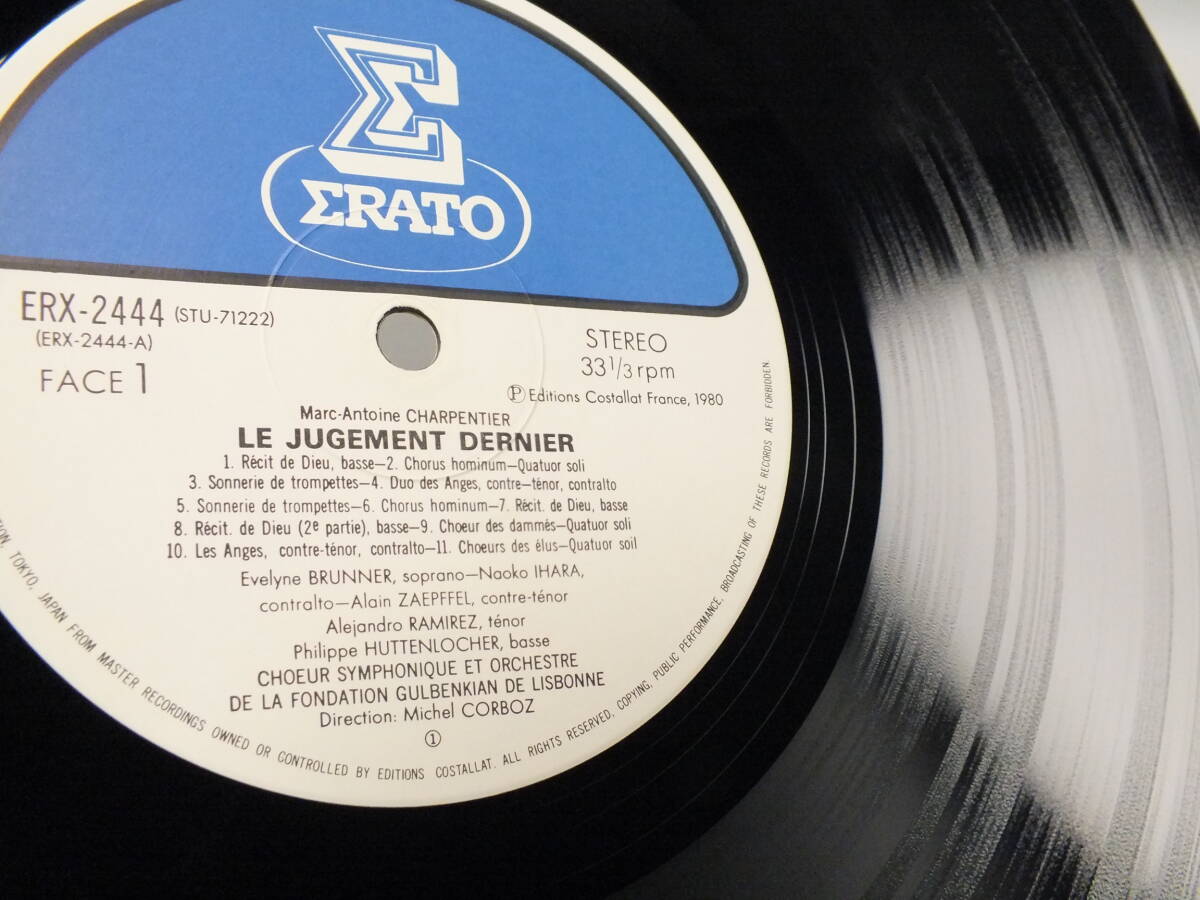 Σ
ΣRATO
ERX-2444 (STU-71222)
(ERX-2444-A)
FACE 1
STEREO
33 1/3 rpm
Ⓟ Editions Costallat France, 1980
Marc-Antoine CHARPENTIER
LE JUGEMENT DERNIER
1. Récit de Dieu, basse—2. Chorus hominum—Quatuor soli
3. Sonnerie de trompettes—4. Duo des Anges, contre-ténor, contralto
5. Sonnerie de trompettes—6. Chorus hominum—7. Récit de Dieu, basse
8. Récit. de Dieu (2e partie), basse—9. Choeur des dammés—Quatuor soli
10. Les Anges, contre-ténor, contralto—11. Choeurs des élus—Quatuor soil
Evelyne BRUNNER, soprano—Naoko IHARA,
contralto—Alain ZAEPFFEL, contre-ténor
Alejandro RAMIREZ, ténor
Philippe HUTTENLOCHER, basse
CHOEUR SYMPHONIQUE ET ORCHESTRE
DE LA FONDATION GULBENKIAN DE LISBONNE
Direction: Michel CORBOZ
①
TOKYO, JAPAN FROM MASTER RECORDINGS OWNED OR CONTROLLED BY EDITIONS COSTALLAT. ALL RIGHTS RESERVED, COPYING, PUBLIC PERFORMANCE, BROADCASTING OF THESE RECORDS ARE FORBIDDEN.